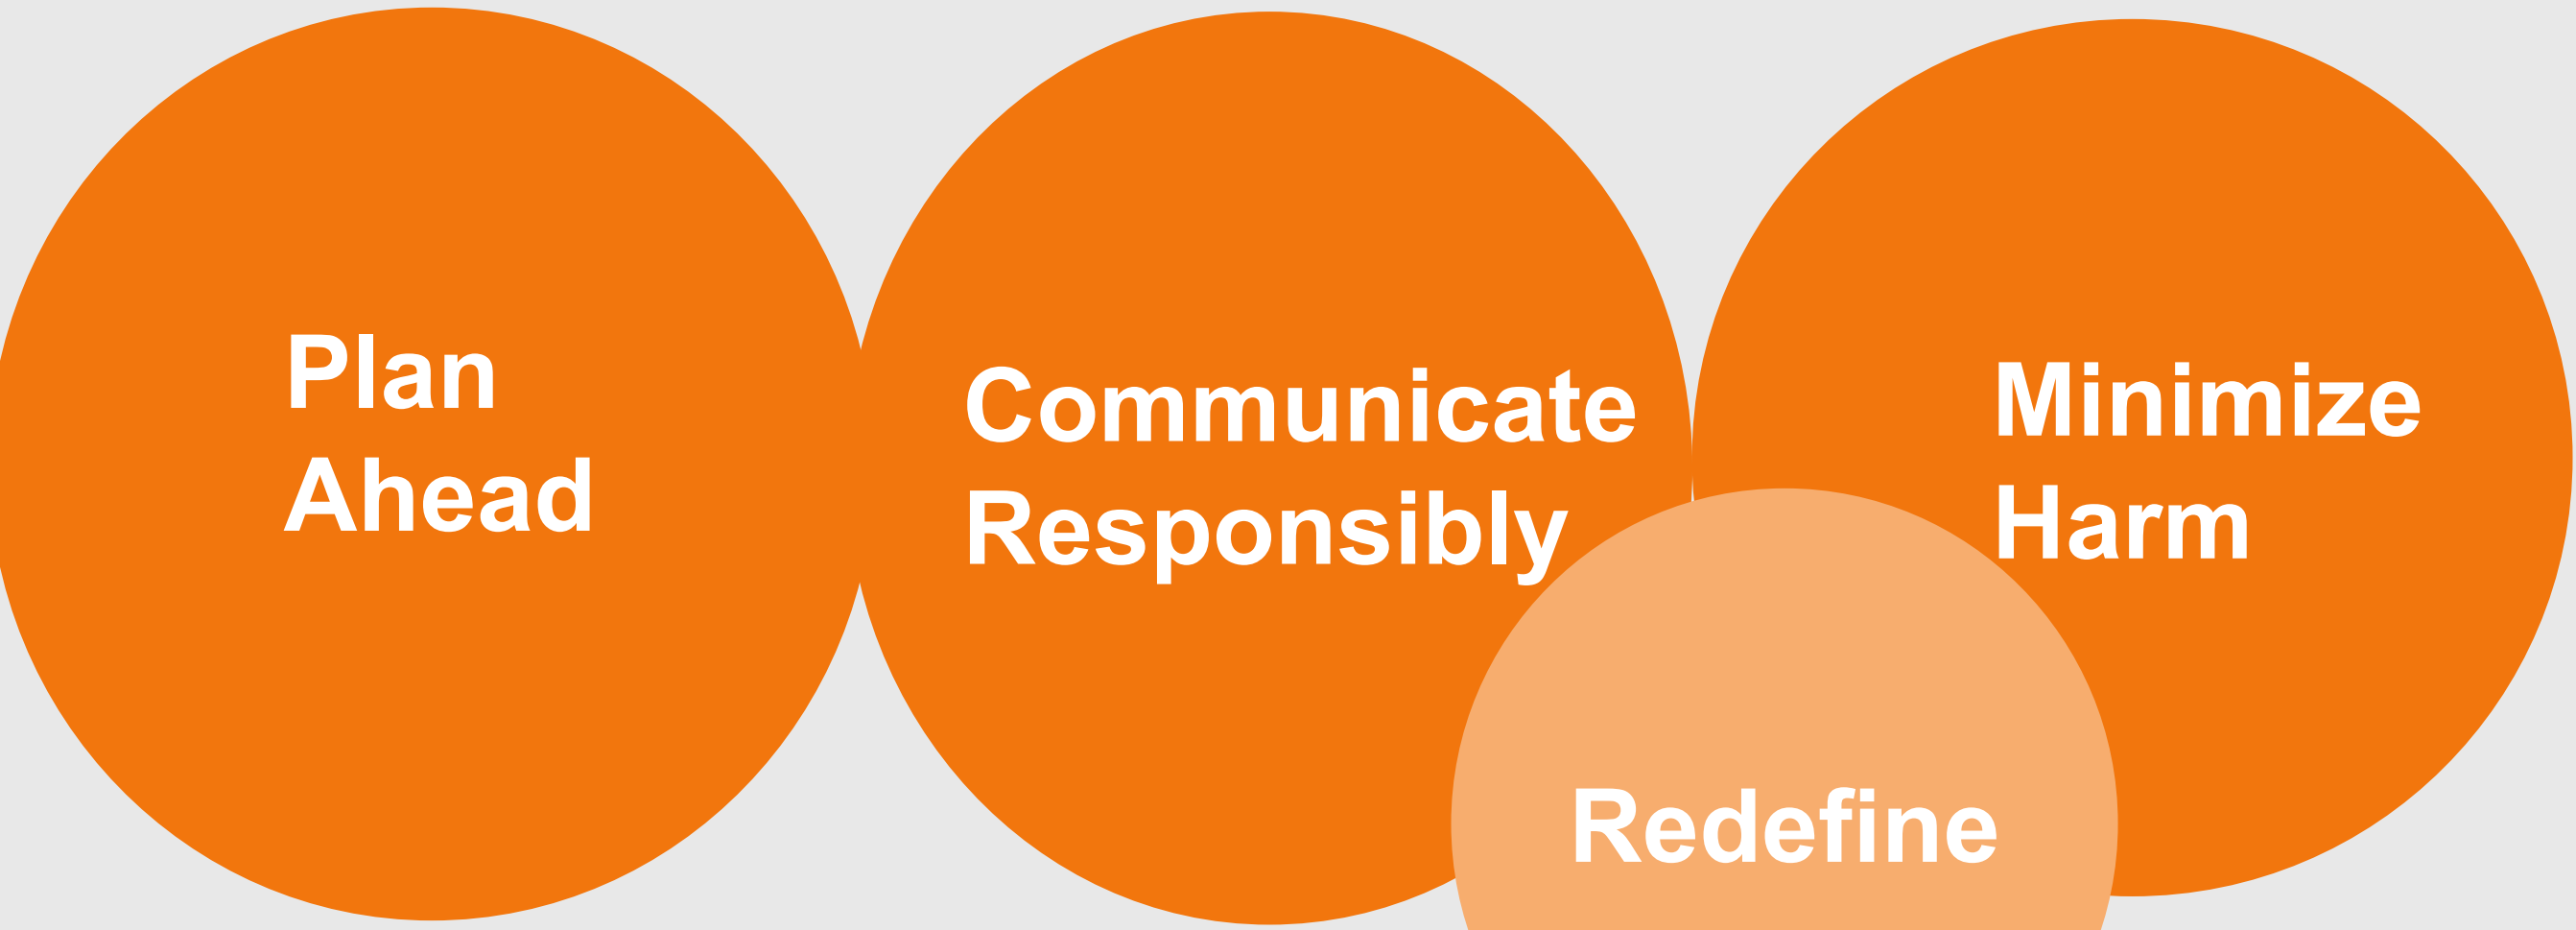 Plan
Ahead
Communicate
Responsibly
Minimize
Harm
Redefine